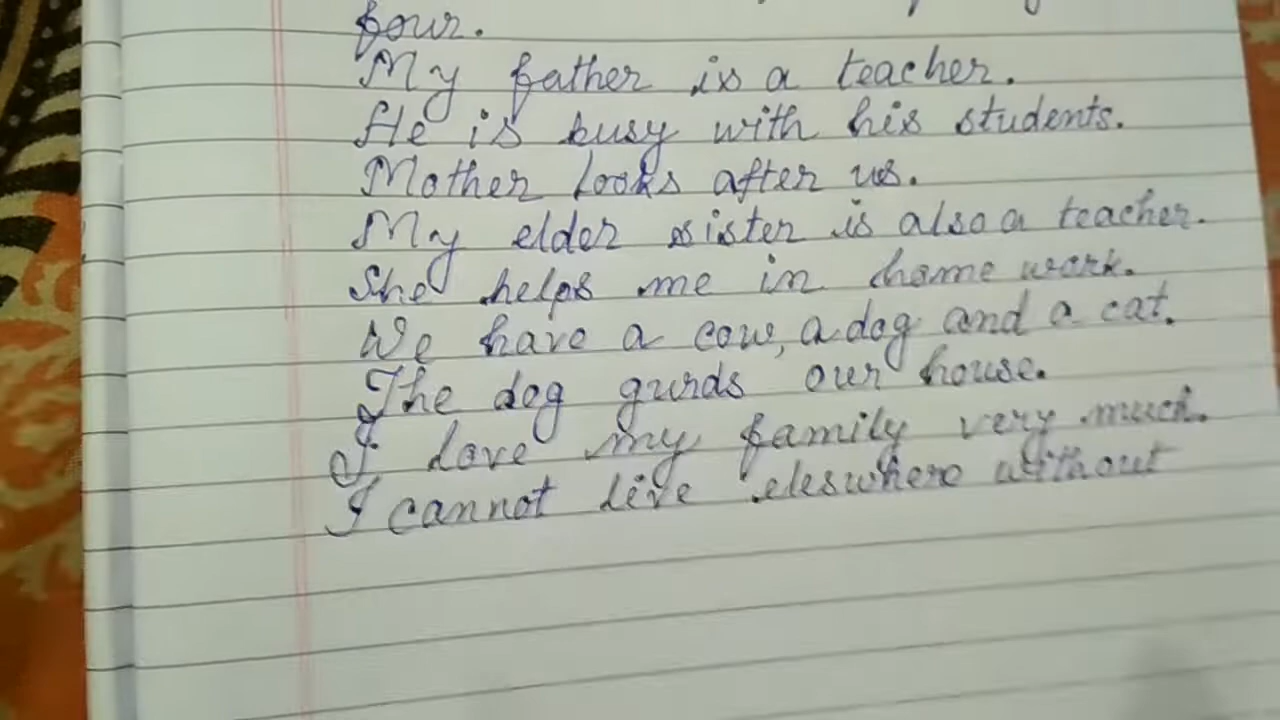 four.
My father is a teacher.
He is busy with his students.
Mother looks after us.
My elder sister is also a teacher.
She helps me in home work.
We have a cow, a dog and a cat.
The dog gurds our house.
I love my family very much.
I cannot live eleswhere without